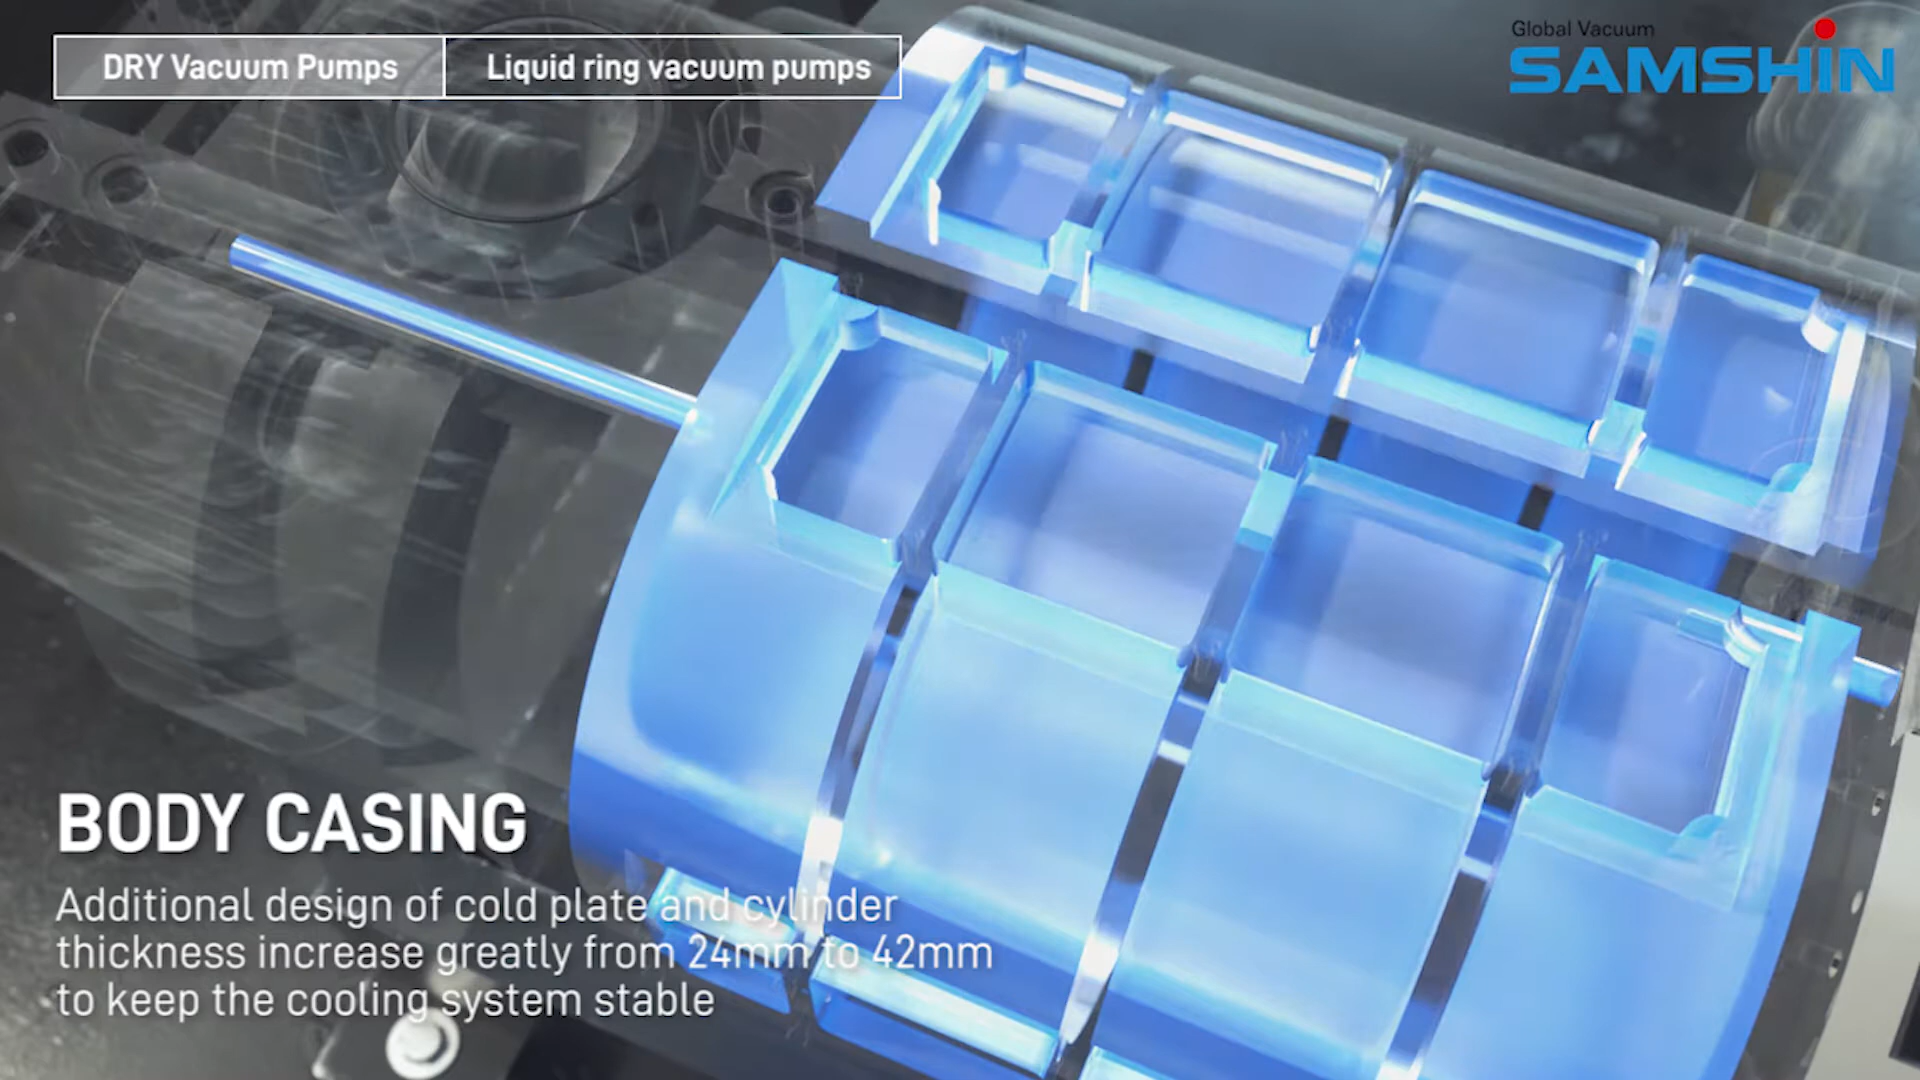 DRY Vacuum Pumps
Liquid ring vacuum pumps
Global Vacuum
SAMSHIN
BODY CASING
Additional design of cold plate and cylinder
thickness increase greatly from 24mm to 42mm
to keep the cooling system stable